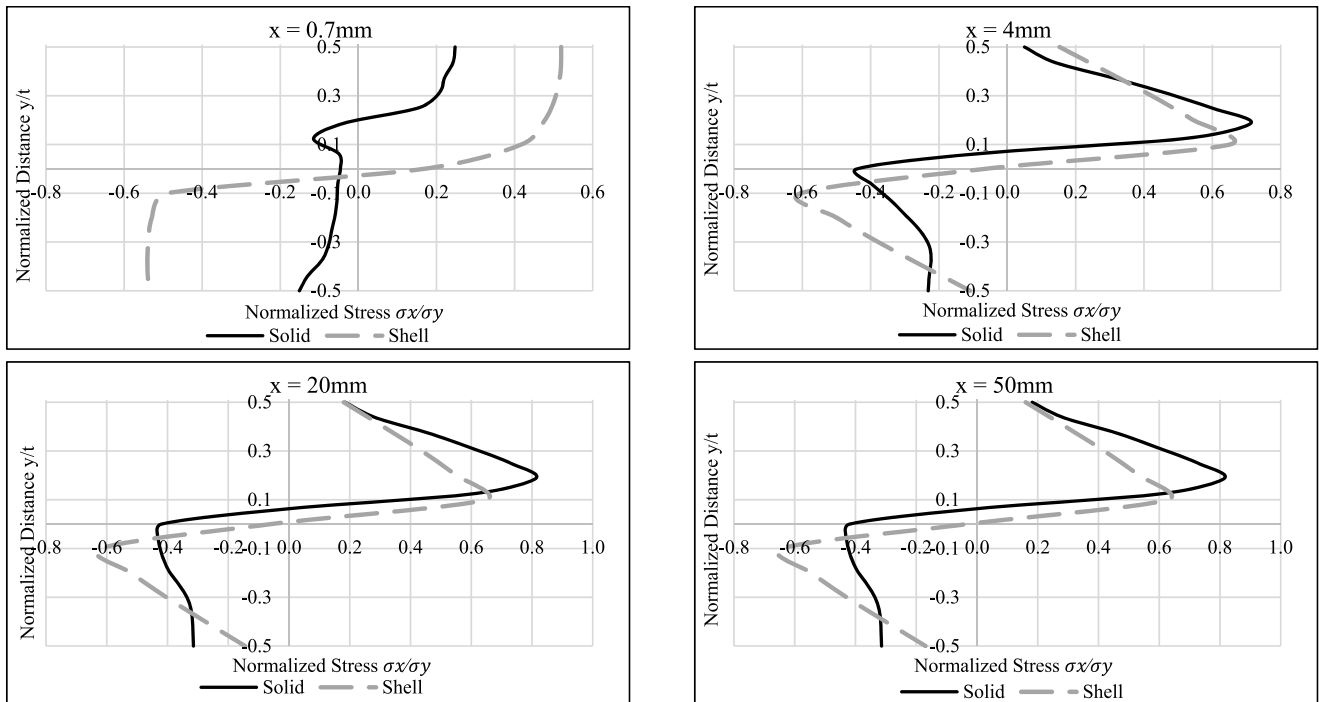 x = 0.7mm
Normalized Distance y/t
0.5
0.3
0.1
-0.1
-0.3
-0.5
-0.8 -0.6 -0.4 -0.2 0.0 0.2 0.4 0.6
Normalized Stress σx/σy
Solid Shell
x = 4mm
Normalized Distance y/t
0.5
0.3
0.1
-0.1
-0.3
-0.5
-0.8 -0.6 -0.4 -0.2 0.0 0.2 0.4 0.6 0.8
Normalized Stress σx/σy
Solid Shell
x = 20mm
Normalized Distance y/t
0.5
0.3
0.1
-0.1
-0.3
-0.5
-0.8 -0.6 -0.4 -0.2 0.0 0.2 0.4 0.6 0.8 1.0
Normalized Stress σx/σy
Solid Shell
x = 50mm
Normalized Distance y/t
0.5
0.3
0.1
-0.1
-0.3
-0.5
-0.8 -0.6 -0.4 -0.2 0.0 0.2 0.4 0.6 0.8 1.0
Normalized Stress σx/σy
Solid Shell